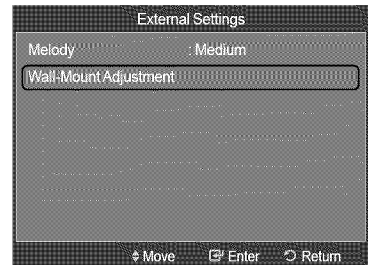 External Settings
Melody : Medium
Wall-Mount Adjustment
Move Enter Return